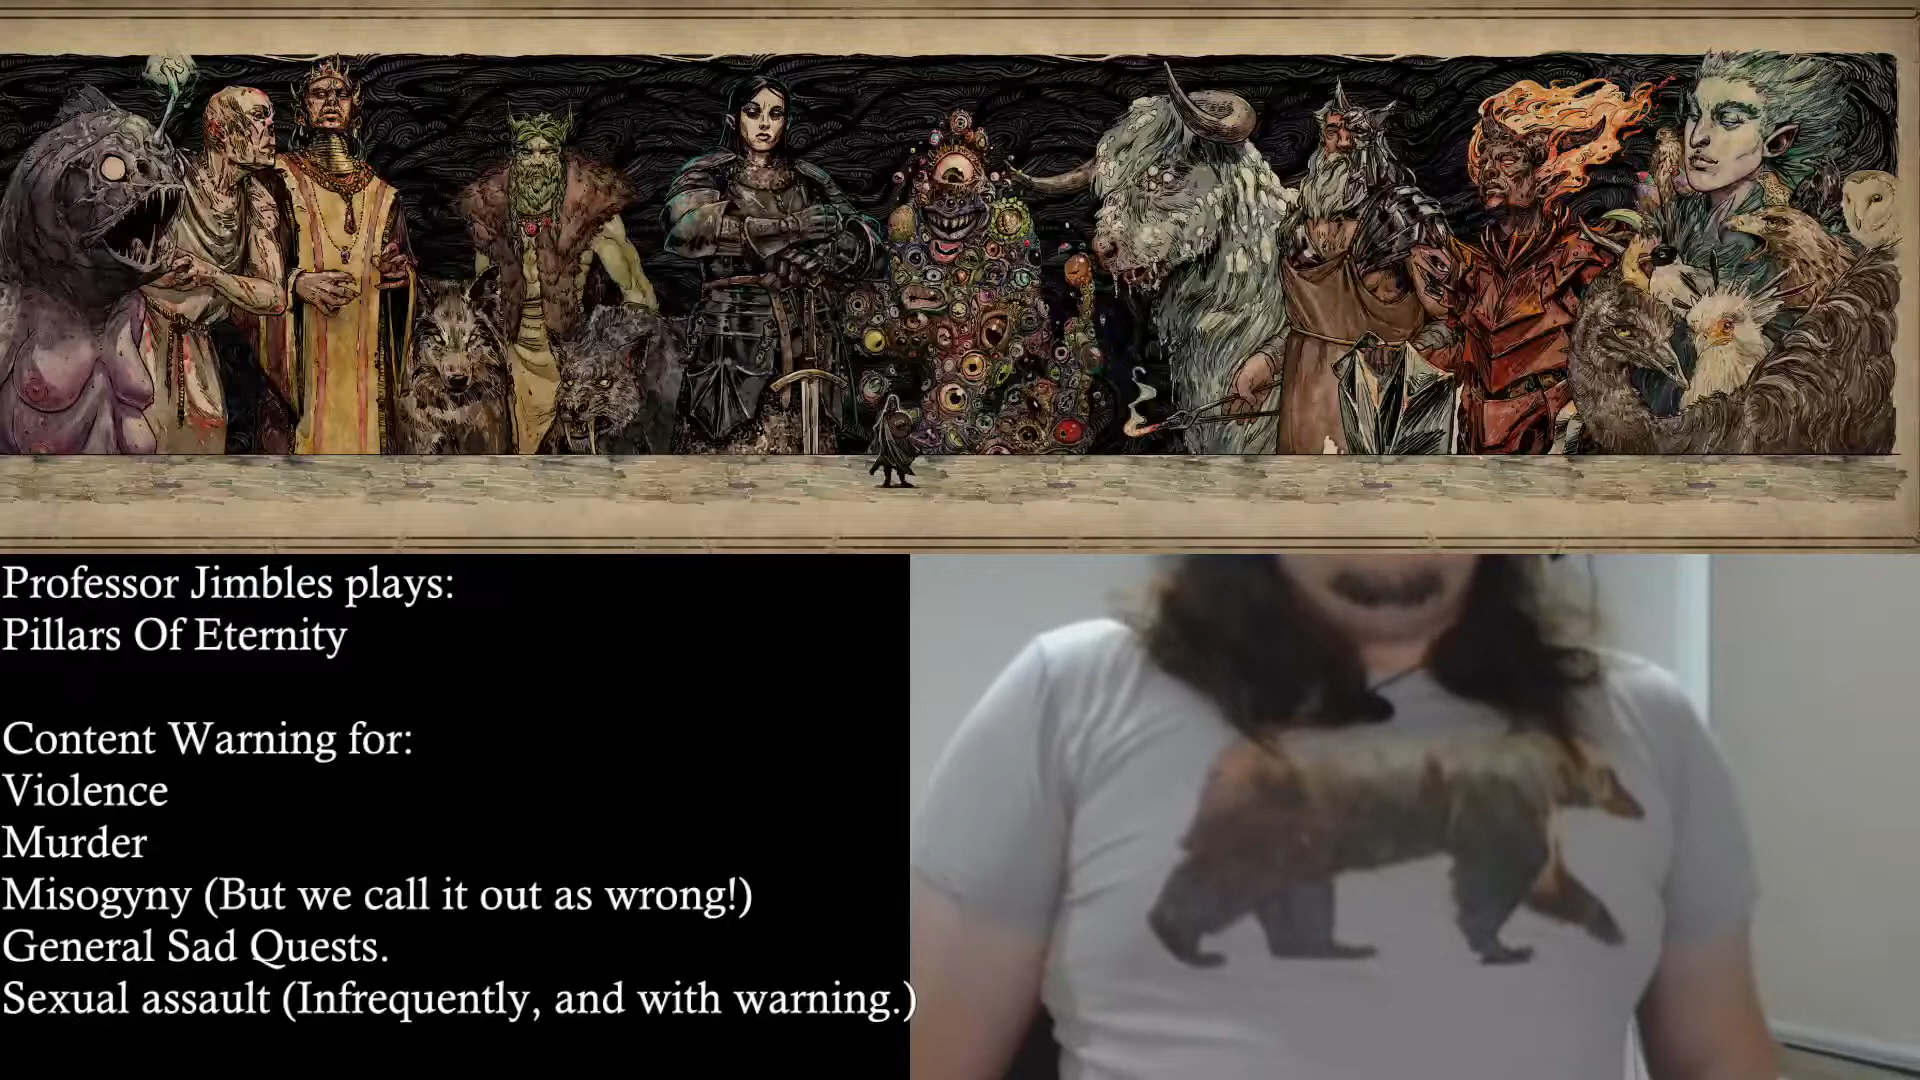 Professor Jimbles plays:
Pillars Of Eternity
Content Warning for:
Violence
Murder
Misogyny (But we call it out as wrong!)
General Sad Quests.
Sexual assault (Infrequently, and with warning.)